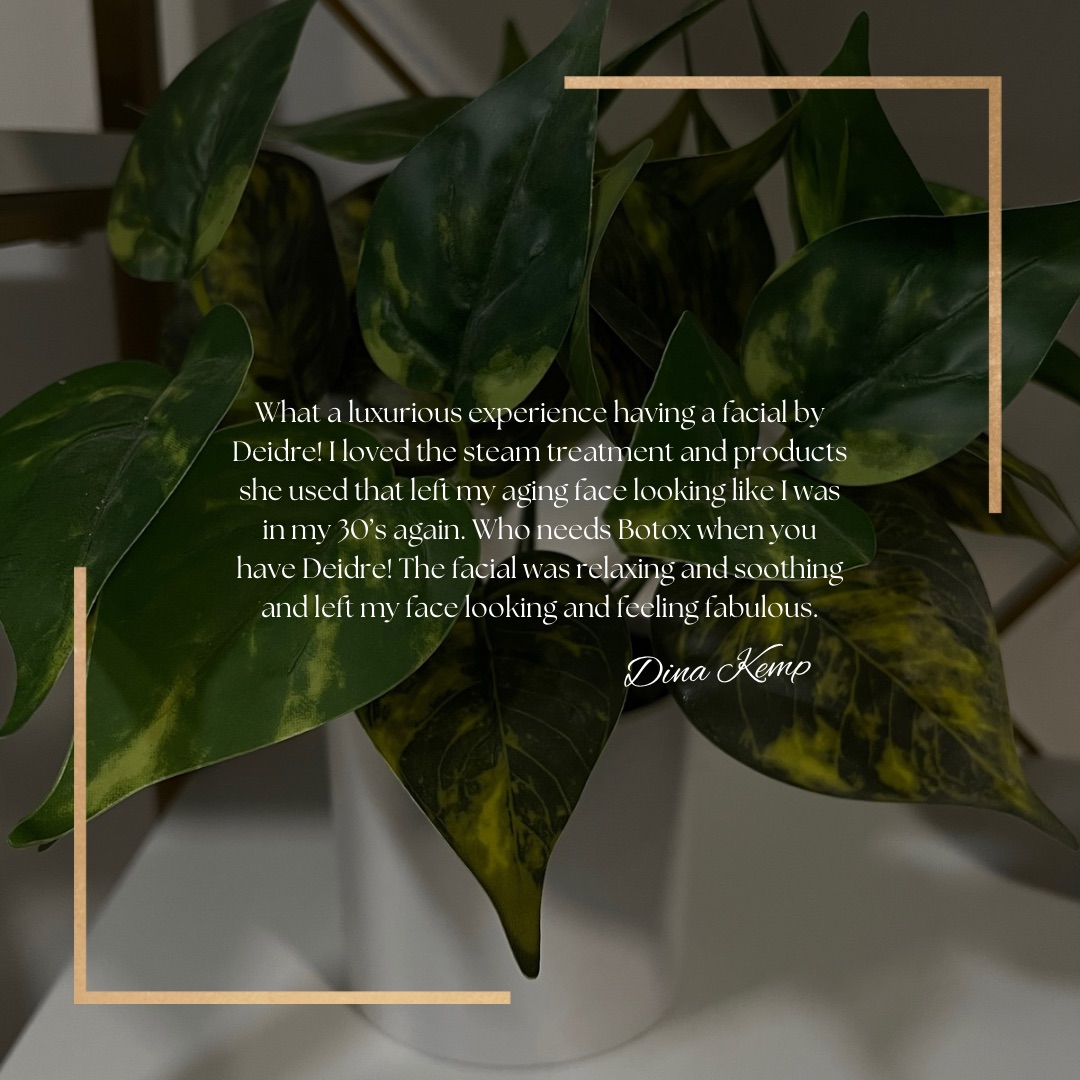 What a luxurious experience having a facial by
Deidre! I loved the steam treatment and products
she used that left my aging face looking like I was
in my 30's again. Who needs Botox when you
have Deidre! The facial was relaxing and soothing
and left my face looking and feeling fabulous.
Dina Kemp